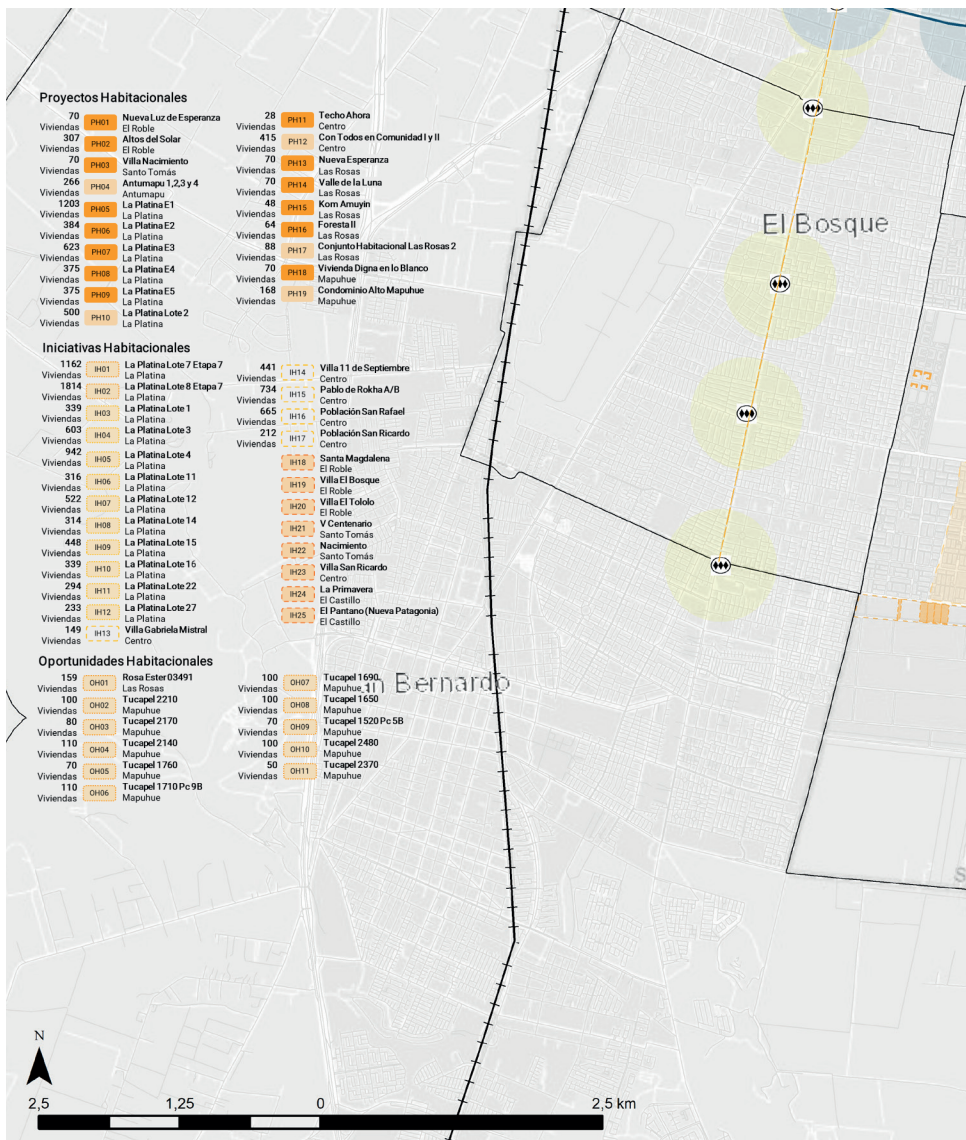 Proyectos Habitacionales
70 Viviendas PH01 Nueva Luz de Esperanza El Roble
307 Viviendas PH02 Altos del Solar El Roble
70 Viviendas PH03 Villa Nacimiento Santo Tomás
266 Viviendas PH04 Antumapu 1,2,3 y 4 Antumapu
1203 Viviendas PH05 La Platina E1 La Platina
384 Viviendas PH06 La Platina E2 La Platina
623 Viviendas PH07 La Platina E3 La Platina
375 Viviendas PH08 La Platina E4 La Platina
375 Viviendas PH09 La Platina E5 La Platina
500 Viviendas PH10 La Platina Lote 2 La Platina
28 Viviendas PH11 Techo Ahora Centro
415 Viviendas PH12 Con Todos en Comunidad I y II Centro
70 Viviendas PH13 Nueva Esperanza Las Rosas
70 Viviendas PH14 Valle de la Luna Las Rosas
48 Viviendas PH15 Kom Amuyin Las Rosas
64 Viviendas PH16 Foresta II Las Rosas
88 Viviendas PH17 Conjunto Habitacional Las Rosas 2 Las Rosas
70 Viviendas PH18 Vivienda Digna en lo Blanco Mapuhue
168 Viviendas PH19 Condominio Alto Mapuhue Mapuhue
Iniciativas Habitacionales
1162 Viviendas IH01 La Platina Lote 7 Etapa 7 La Platina
1814 Viviendas IH02 La Platina Lote 8 Etapa 7 La Platina
339 Viviendas IH03 La Platina Lote 1 La Platina
603 Viviendas IH04 La Platina Lote 3 La Platina
942 Viviendas IH05 La Platina Lote 4 La Platina
316 Viviendas IH06 La Platina Lote 11 La Platina
522 Viviendas IH07 La Platina Lote 12 La Platina
314 Viviendas IH08 La Platina Lote 14 La Platina
448 Viviendas IH09 La Platina Lote 15 La Platina
339 Viviendas IH10 La Platina Lote 16 La Platina
294 Viviendas IH11 La Platina Lote 22 La Platina
233 Viviendas IH12 La Platina Lote 27 La Platina
149 Viviendas IH13 Villa Gabriela Mistral Centro
441 Viviendas IH14 Villa 11 de Septiembre Centro
734 Viviendas IH15 Pablo de Rokha A/B Centro
665 Viviendas IH16 Población San Rafael Centro
212 Viviendas IH17 Población San Ricardo Centro
IH18 Santa Magdalena El Roble
IH19 Villa El Bosque El Roble
IH20 Villa El Tololo El Roble
IH21 V Centenario Santo Tomás
IH22 Nacimiento Santo Tomás
IH23 Villa San Ricardo Centro
IH24 La Primavera El Castillo
IH25 El Pantano (Nueva Patagonia) El Castillo
Oportunidades Habitacionales
159 Viviendas OH01 Rosa Ester 03491 Las Rosas
100 Viviendas OH02 Tucapel 2210 Mapuhue
80 Viviendas OH03 Tucapel 2170 Mapuhue
110 Viviendas OH04 Tucapel 2140 Mapuhue
70 Viviendas OH05 Tucapel 1760 Mapuhue
110 Viviendas OH06 Tucapel 1710 Pc 9B Mapuhue
100 Viviendas OH07 Tucapel 1690 Mapuhue
100 Viviendas OH08 Tucapel 1650 Mapuhue
70 Viviendas OH09 Tucapel 1520 Pc 5B Mapuhue
100 Viviendas OH10 Tucapel 2480 Mapuhue
50 Viviendas OH11 Tucapel 2370 Mapuhue
El Bosque
an Bernardo
S
N
2,5 1,25 0 2,5 km